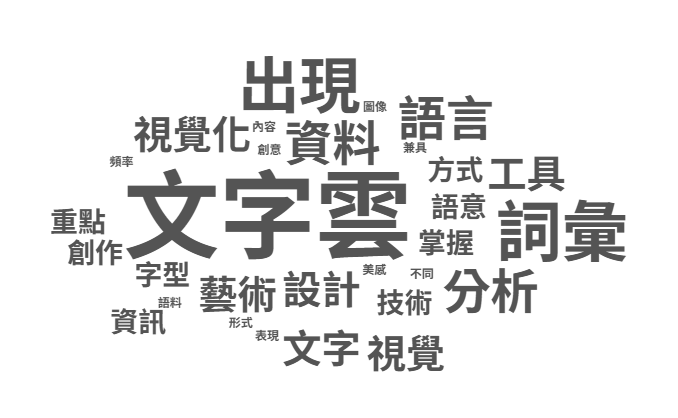 出現
圖像
語言
視覺化
內容
資料
創意
兼具
頻率
方式
工具
文字雲
語意
詞彙
重點
掌握
創作
字型
美感
不同
分析
藝術
設計
技術
語料
資訊
形式
表現
文字
視覺